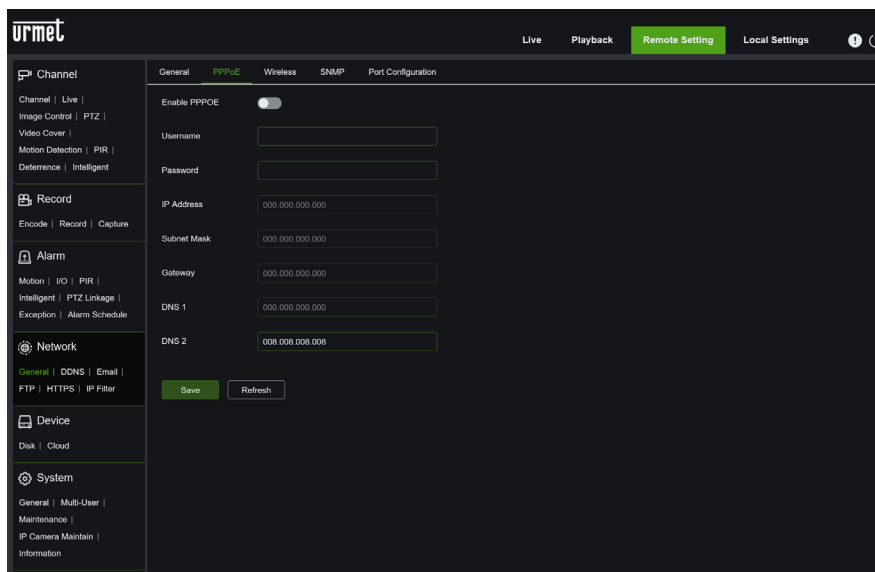 urmet
Live Playback Remote Setting Local Settings
Channel
Channel | Live |
Image Control | PTZ |
Video Cover |
Motion Detection | PIR |
Deterrence | Intelligent
Record
Encode | Record | Capture
Alarm
Motion | I/O | PIR |
Intelligent | PTZ Linkage |
Exception | Alarm Schedule
Network
General | DDNS | Email |
FTP | HTTPS | IP Filter
Device
Disk | Cloud
System
General | Multi-User |
Maintenance |
IP Camera Maintain |
Information
General PPPoE Wireless SNMP Port Configuration
Enable PPPOE
Username
Password
IP Address 000.000.000.000
Subnet Mask 000.000.000.000
Gateway 000.000.000.000
DNS 1 000.000.000.000
DNS 2 008.008.008.008
Save Refresh